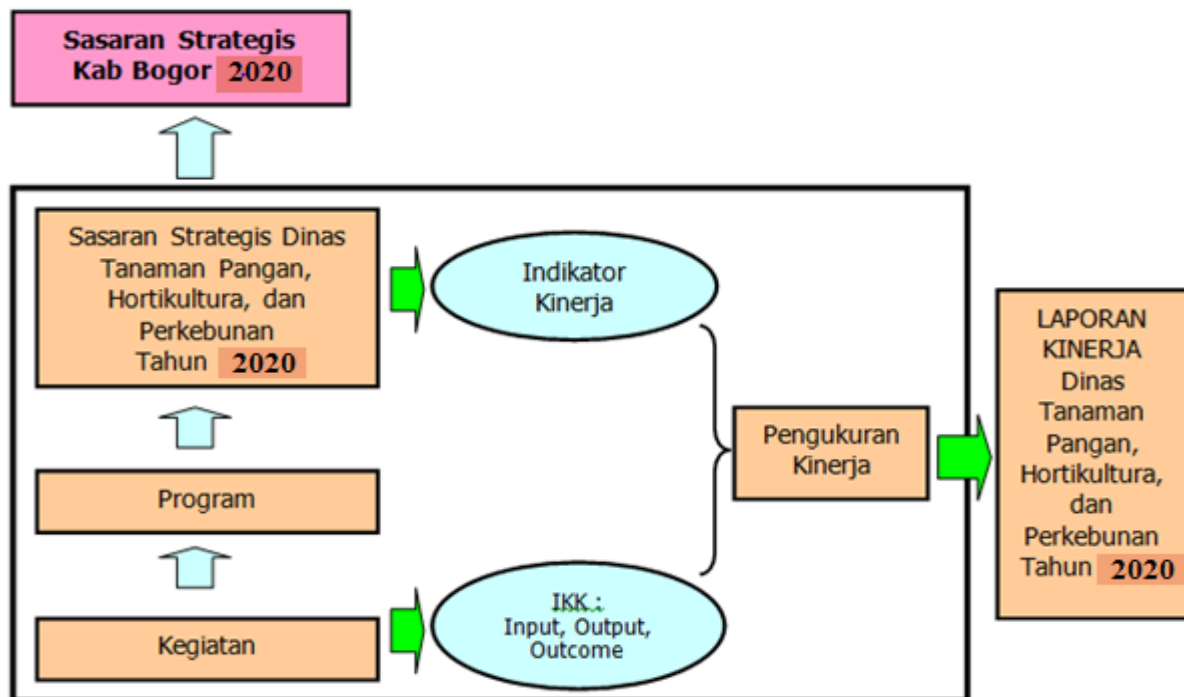 Sasaran Strategis
Kab Bogor 2020
Sasaran Strategis Dinas
Tanaman Pangan,
Hortikultura, dan
Perkebunan
Tahun 2020
Indikator
Kinerja
Program
Kegiatan
IKK :
Input, Output,
Outcome
Pengukuran
Kinerja
LAPORAN
KINERJA
Dinas
Tanaman
Pangan,
Hortikultura,
dan
Perkebunan
Tahun 2020